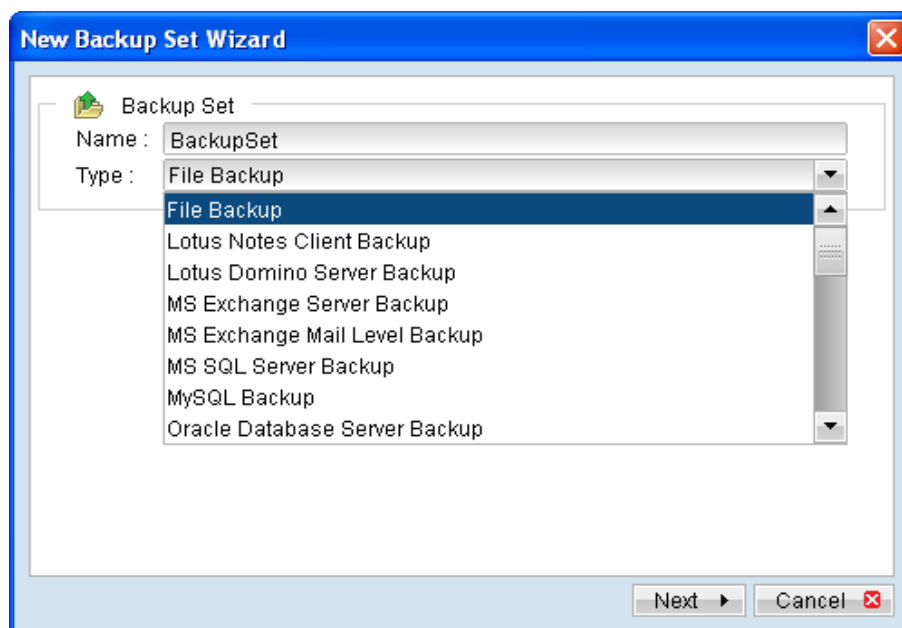 New Backup Set Wizard
Backup Set
Name : BackupSet
Type : File Backup
File Backup
Lotus Notes Client Backup
Lotus Domino Server Backup
MS Exchange Server Backup
MS Exchange Mail Level Backup
MS SQL Server Backup
MySQL Backup
Oracle Database Server Backup
Next Cancel